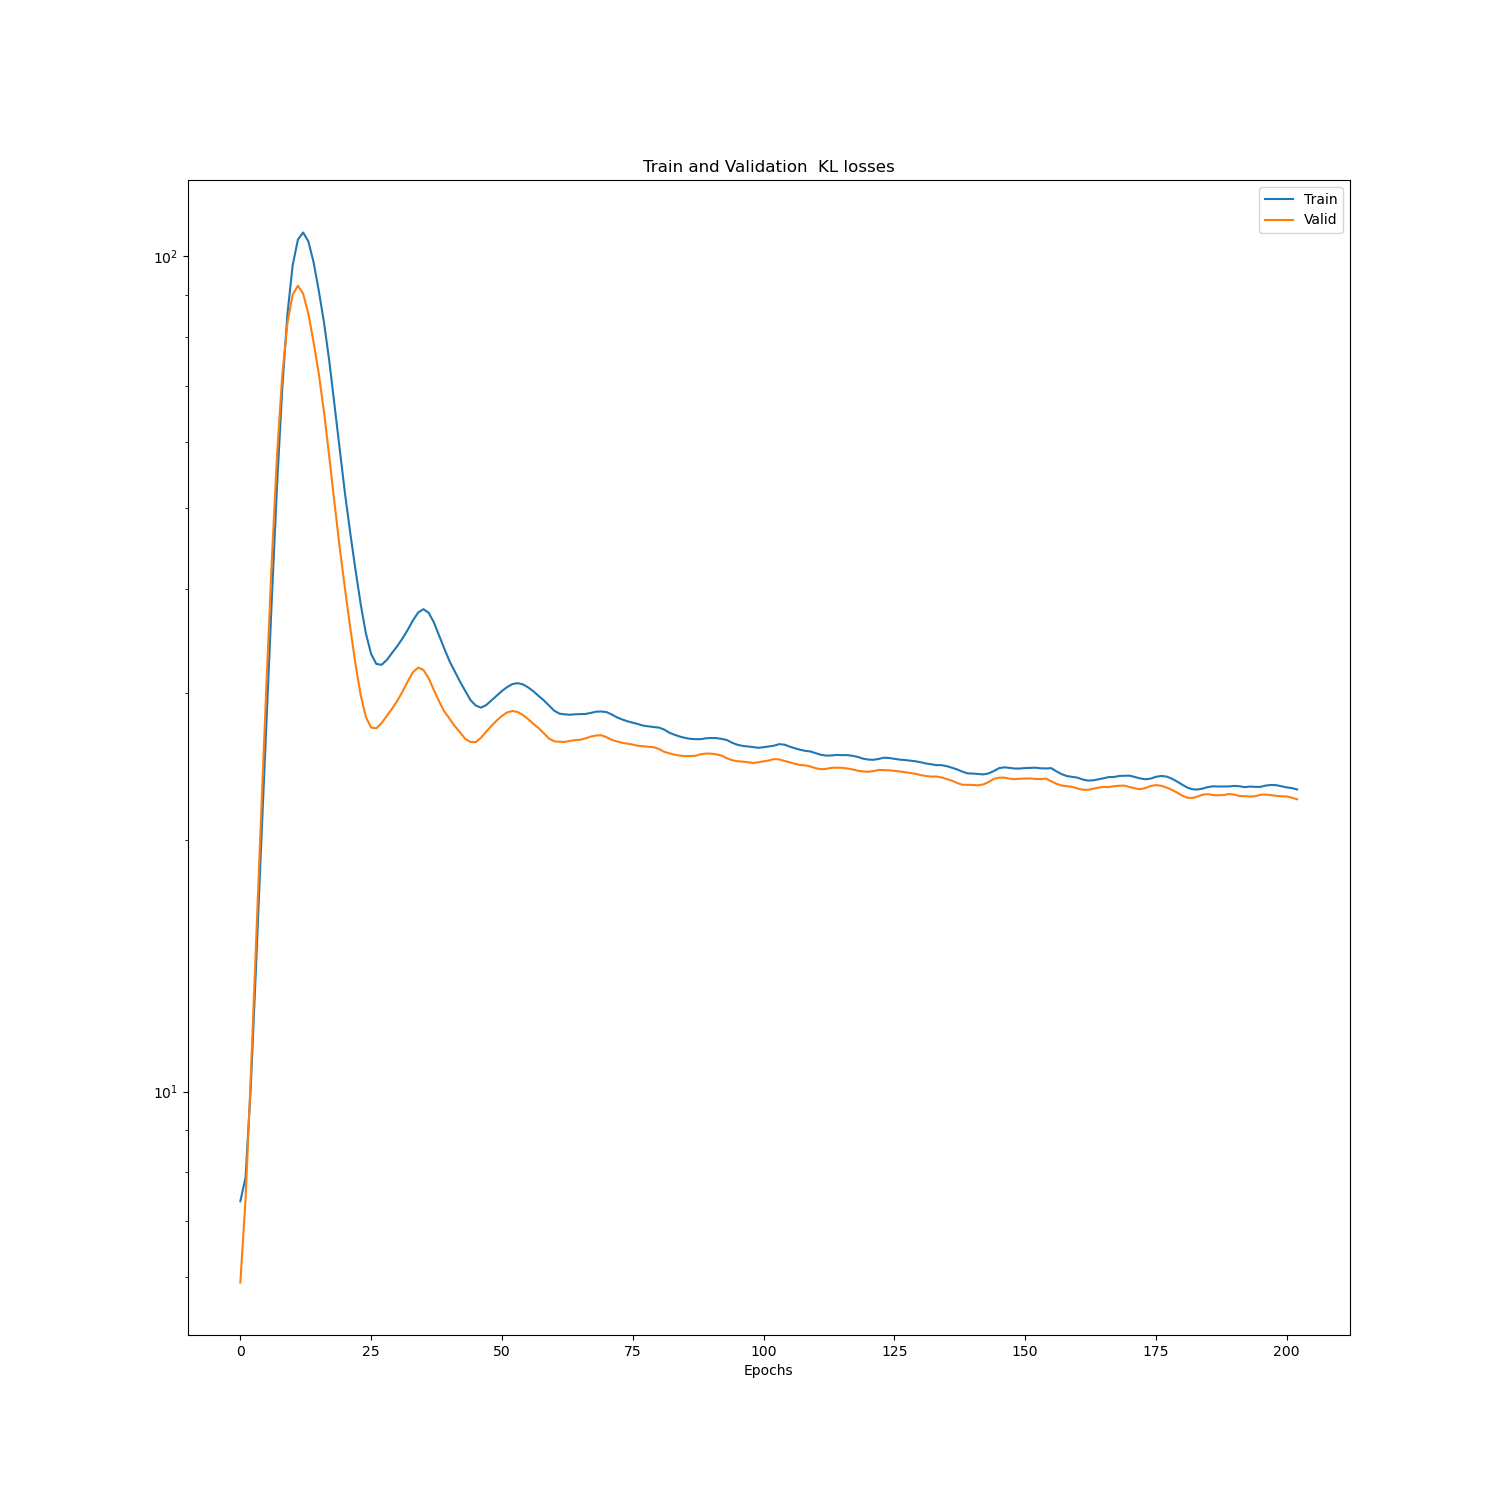 Train and Validation  KL losses
Train
Valid
10²
10¹
0 25 50 75 100 125 150 175 200
Epochs